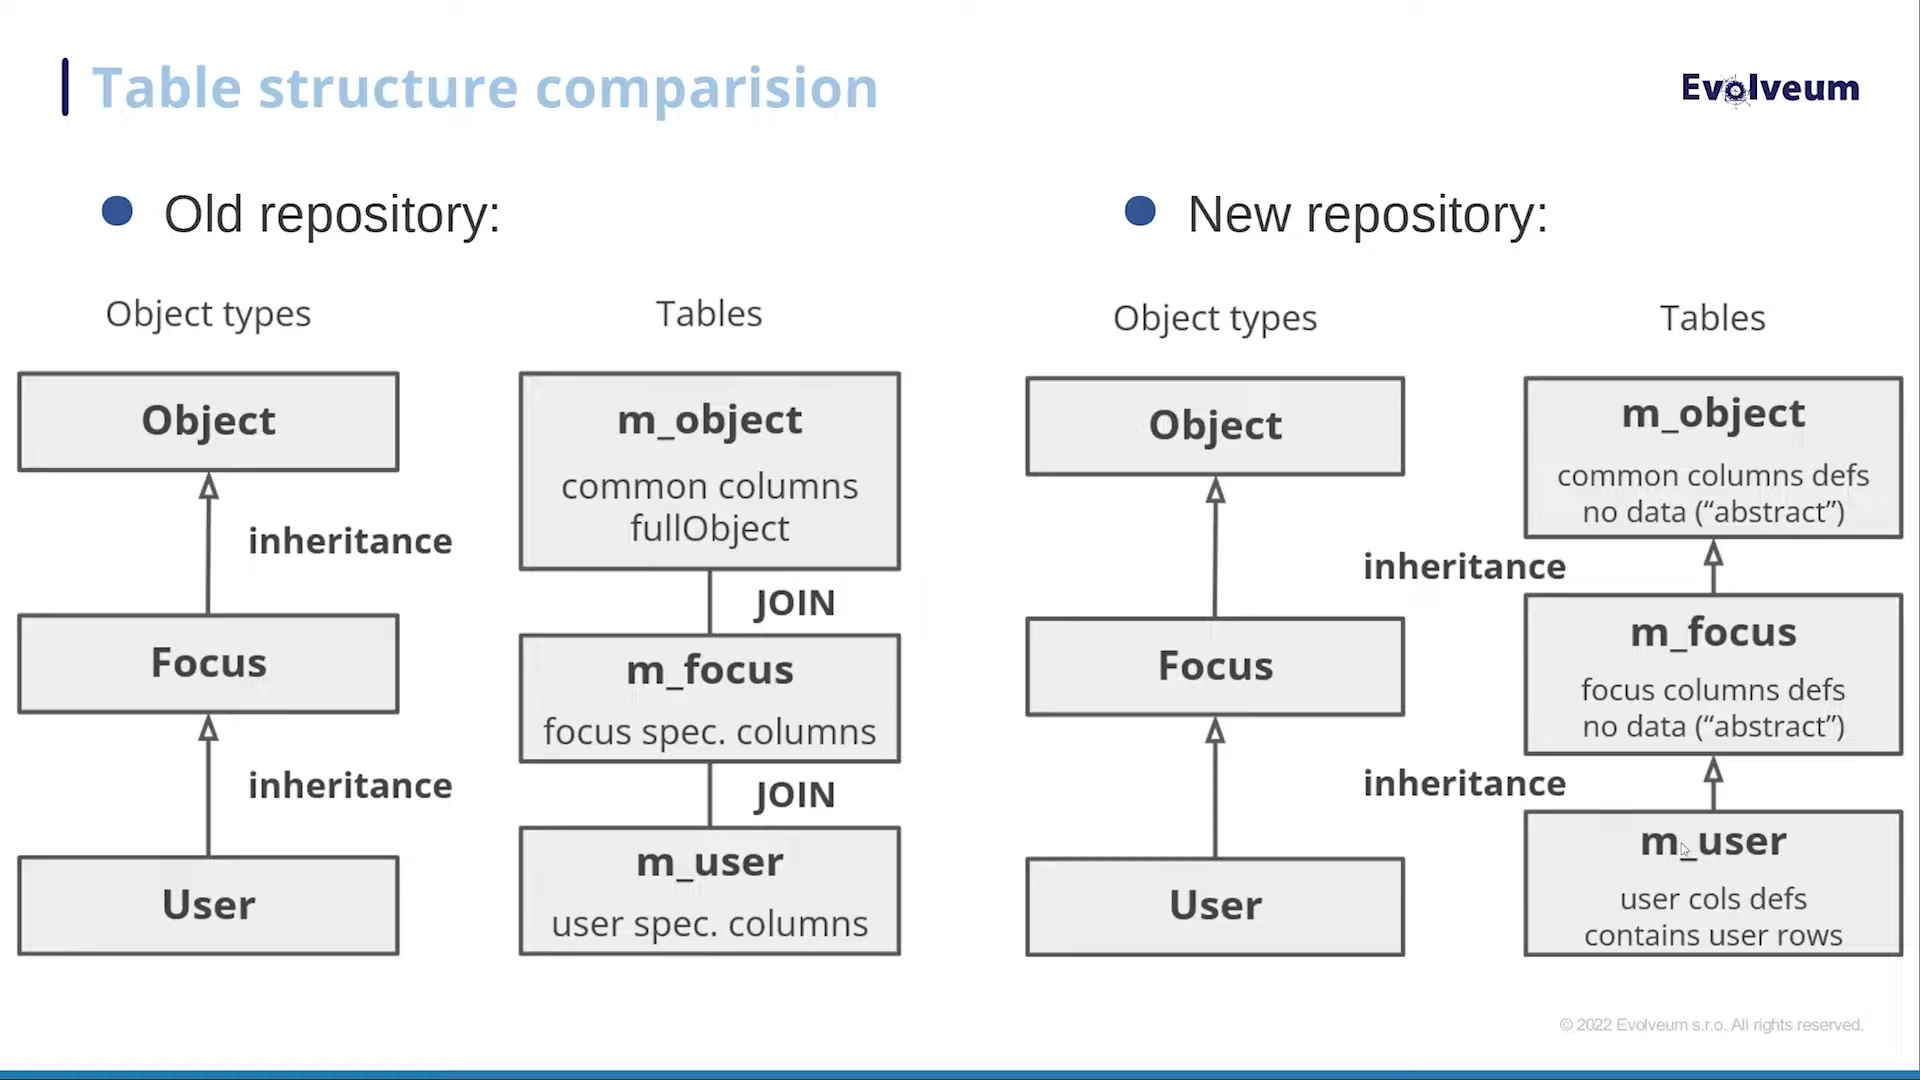 Table structure comparision
Evolveum
Old repository:
Object types
Tables
Object
inheritance
Focus
inheritance
User
m_object
common columns
fullObject
JOIN
m_focus
focus spec. columns
JOIN
m_user
user spec. columns
New repository:
Object types
Tables
Object
Focus
User
m_object
common columns defs
no data (“abstract”)
inheritance
m_focus
focus columns defs
no data (“abstract”)
inheritance
m_user
user cols defs
contains user rows
© 2022 Evolveum s.r.o. All rights reserved.